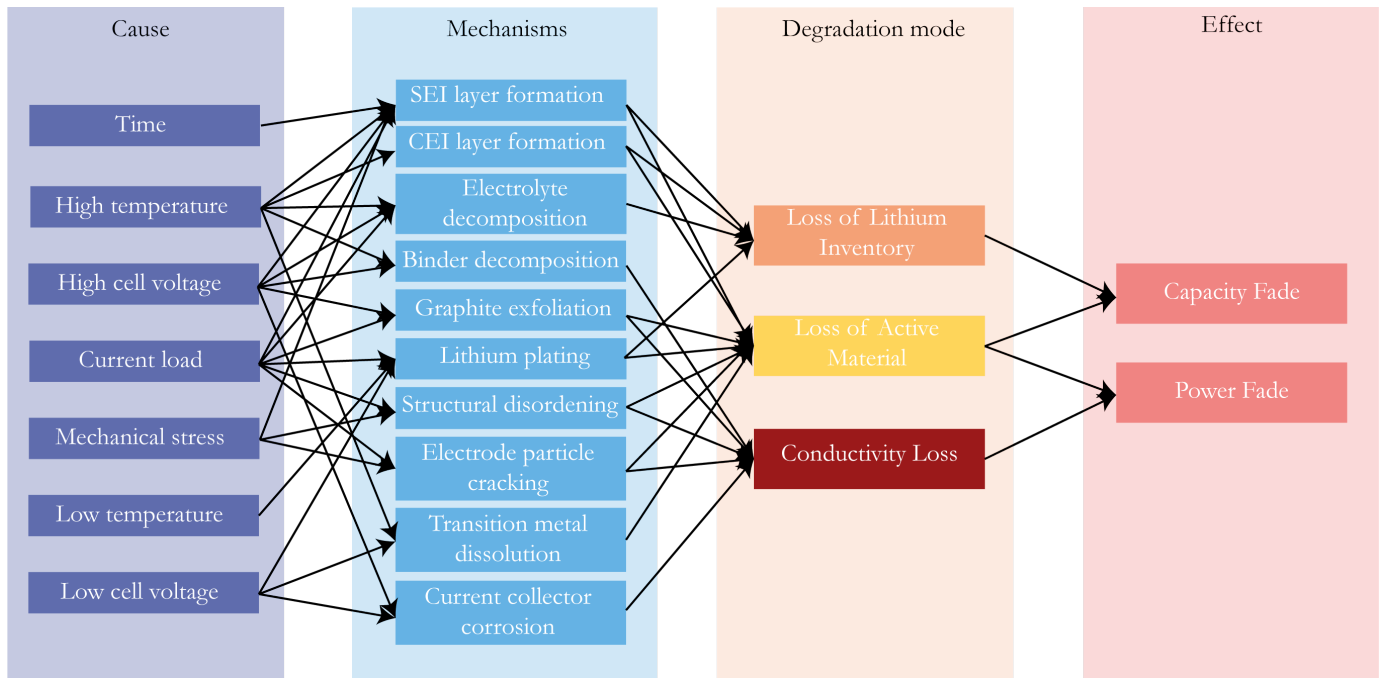 Cause
Time
High temperature
High cell voltage
Current load
Mechanical stress
Low temperature
Low cell voltage
Mechanisms
SEI layer formation
CEI layer formation
Electrolyte
decomposition
Binder decomposition
Graphite exfoliation
Lithium plating
Structural disordening
Electrode particle
cracking
Transition metal
dissolution
Current collector
corrosion
Degradation mode
Loss of Lithium
Inventory
Loss of Active
Material
Conductivity Loss
Effect
Capacity Fade
Power Fade